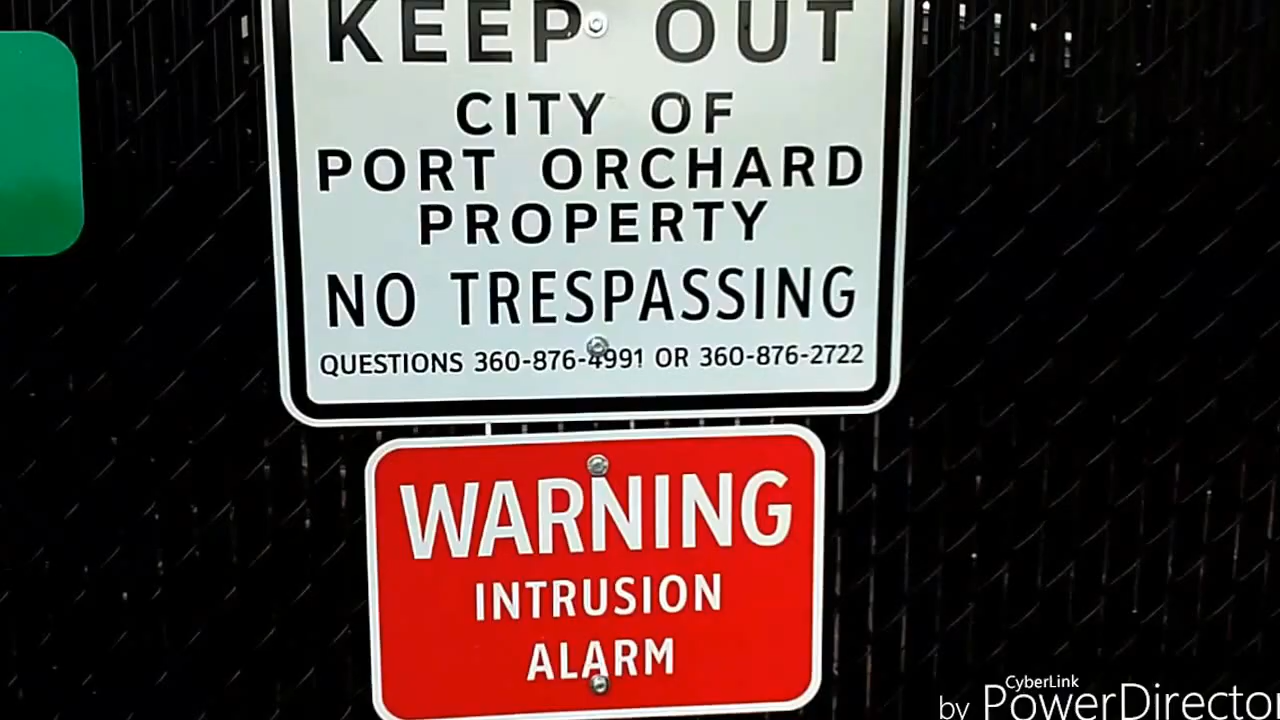 KEEP OUT
CITY OF
PORT ORCHARD
PROPERTY
NO TRESPASSING
QUESTIONS 360-876-4991 OR 360-876-2722
WARNING
INTRUSION
ALARM
CyberLink
by PowerDirecto